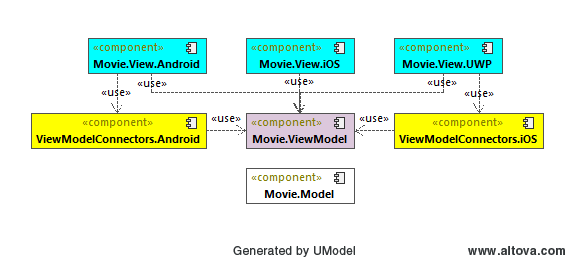 «component»
Movie.View.Android
«component»
Movie.View.iOS
«component»
Movie.View.UWP
«use»
«use»
«use»
«use»
«use»
«component»
ViewModelConnectors.Android
«use»
«component»
Movie.ViewModel
«use»
«component»
ViewModelConnectors.iOS
«component»
Movie.Model
Generated by UModel
www.altova.com